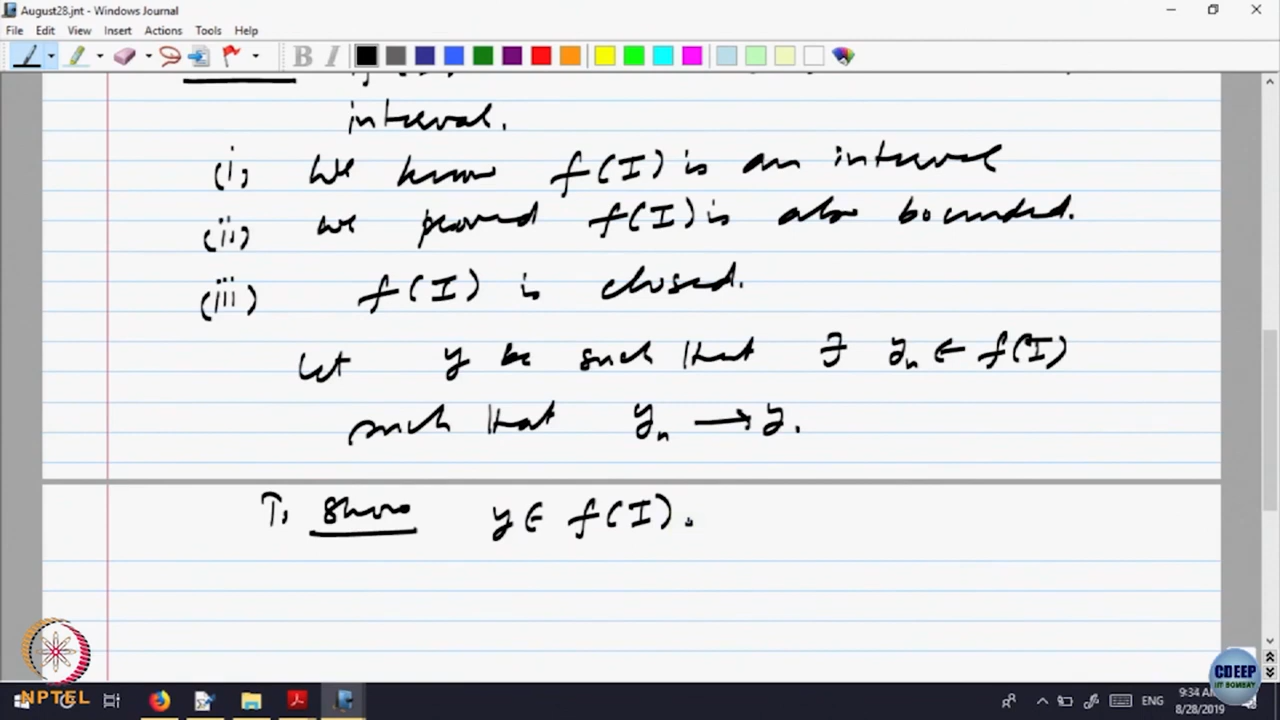 August28.jnt - Windows Journal
File Edit View Insert Actions Tools Help
B I
interval.
(i) We know f(I) is an interval
(ii) we proved f(I) is also bounded.
(iii) f(I) is closed.
Let y be such that ∃ yn ∈ f(I)
such that yn → y.
To Show y ∈ f(I).
NPTEL
CDEEP
IIT BOMBAY
ENG
9:34 A
8/28/2019